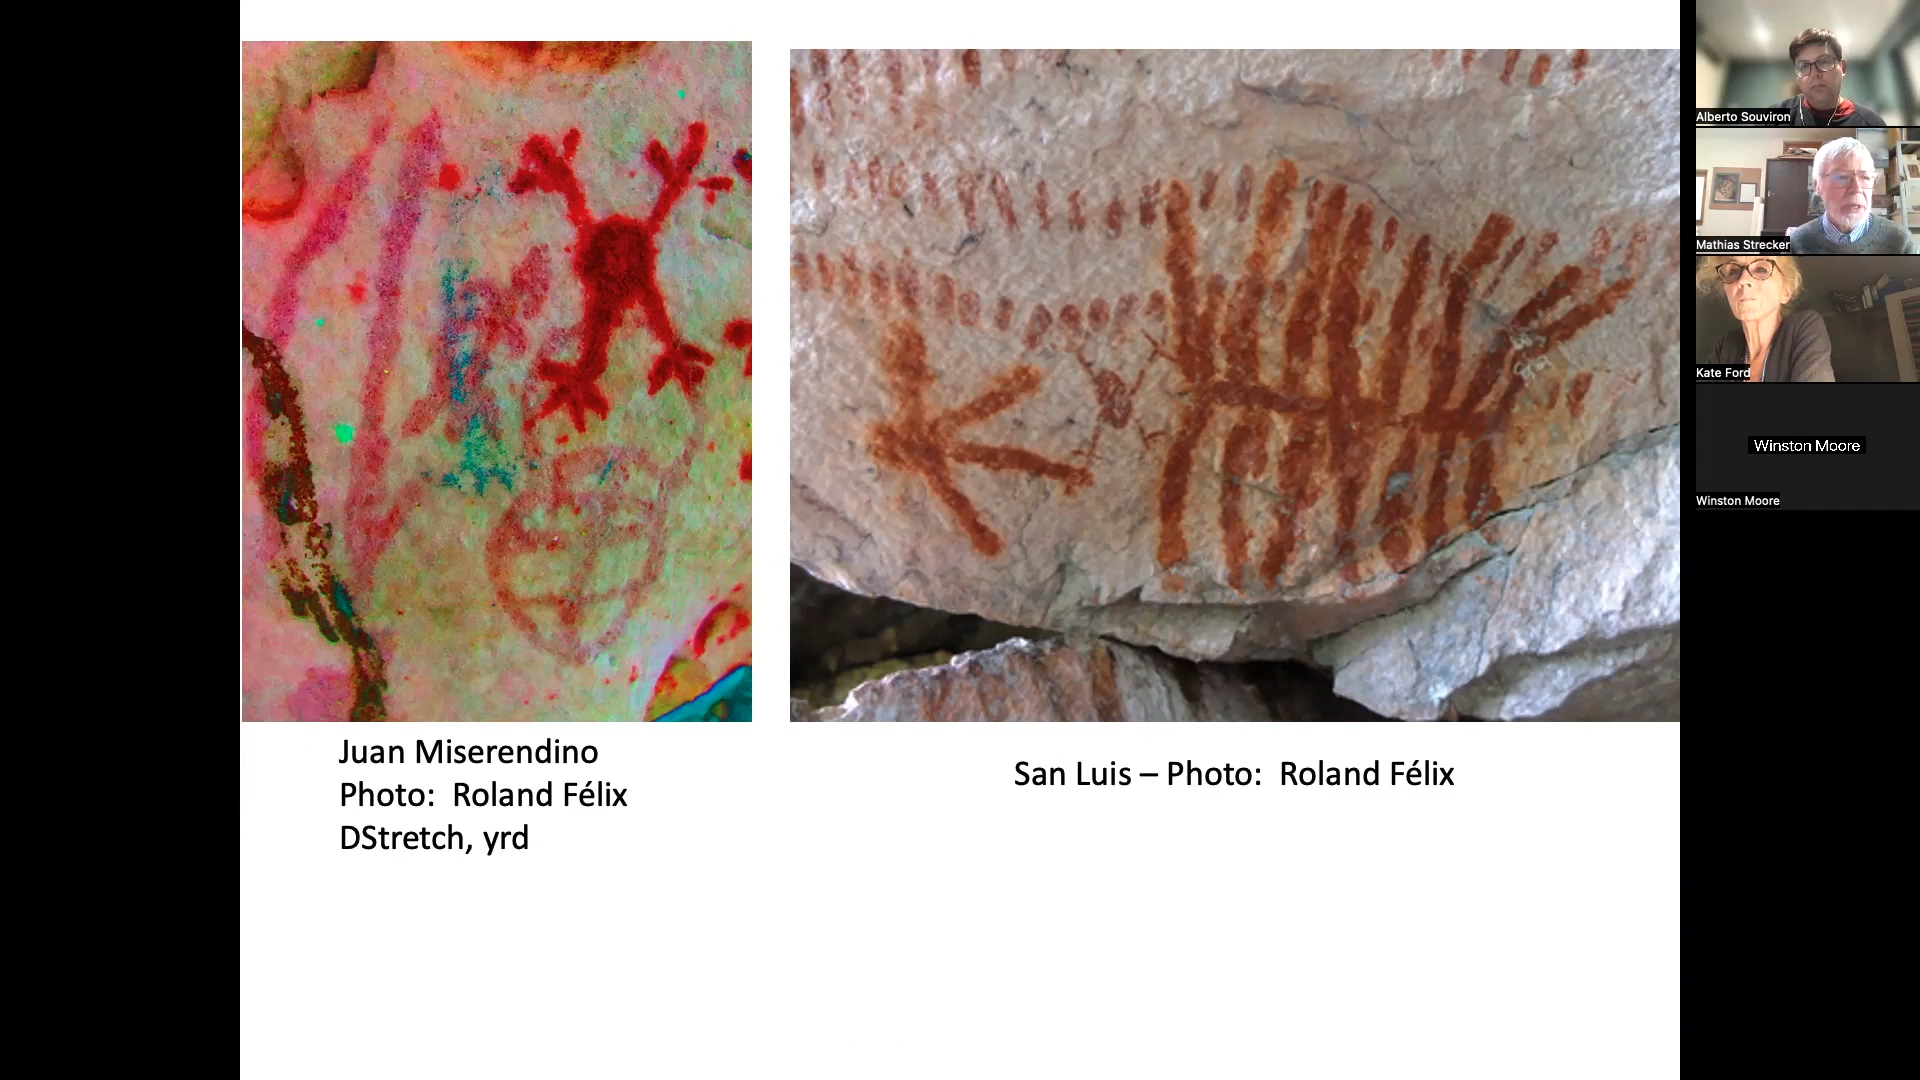 Juan Miserendino
Photo:  Roland Félix
DStretch, yrd
San Luis – Photo:  Roland Félix
Alberto Souviron
Mathias Strecker
Kate Ford
Winston Moore
Winston Moore